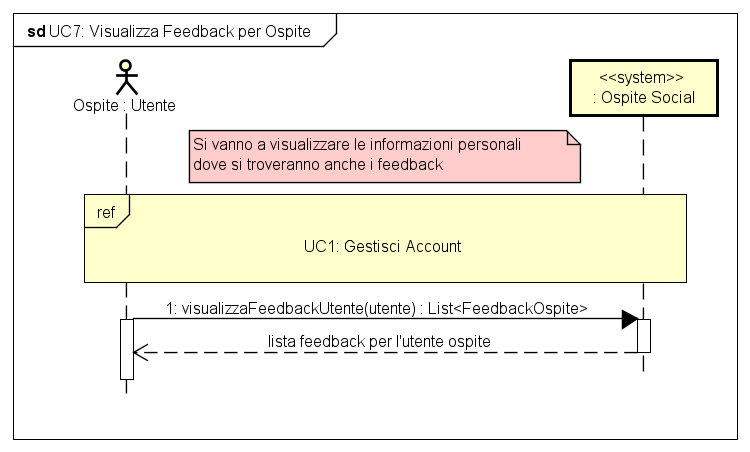 sd UC7: Visualizza Feedback per Ospite
Ospite : Utente
<<system>>
: Ospite Social
Si vanno a visualizzare le informazioni personali
dove si troveranno anche i feedback
ref
UC1: Gestisci Account
1: visualizzaFeedbackUtente(utente) : List<FeedbackOspite>
lista feedback per l'utente ospite